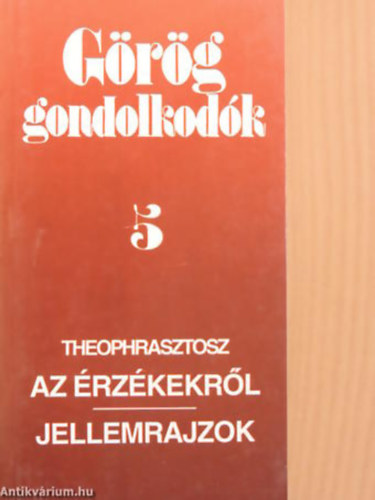 Görög
gondolkodók
5
THEOPHRASZTOSZ
AZ ÉRZÉKEKRŐL
JELLEMRAJZOK
Antikvárium.hu